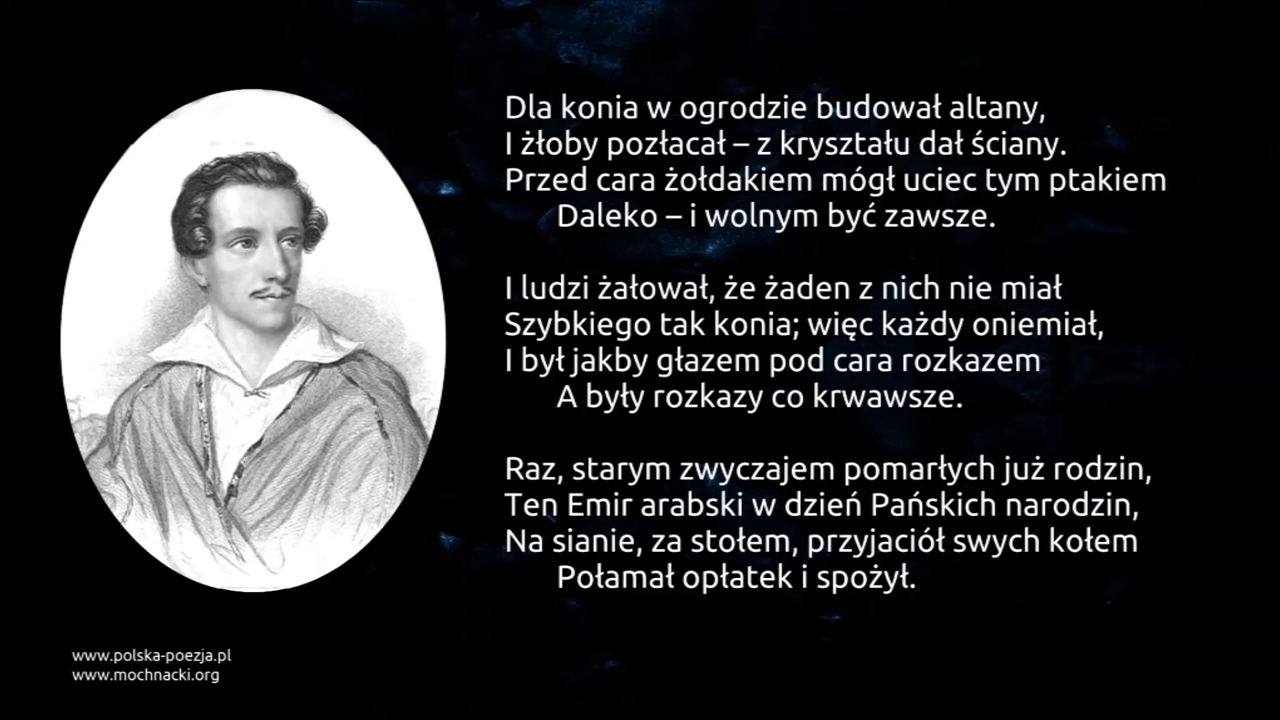 Dla konia w ogrodzie budował altany,
I żłoby pozłacał – z kryształu dał ściany.
Przed cara żołdakiem mógł uciec tym ptakiem
Daleko – i wolnym być zawsze.
I ludzi żałował, że żaden z nich nie miał
Szybkiego tak konia; więc każdy oniemiał,
I był jakby głazem pod cara rozkazem
A były rozkazy co krwawsze.
Raz, starym zwyczajem pomarłych już rodzin,
Ten Emir arabski w dzień Pańskich narodzin,
Na sianie, za stołem, przyjaciół swych kołem
Połamał opłatek i spożył.
www.polska-poezja.pl
www.mochnacki.org